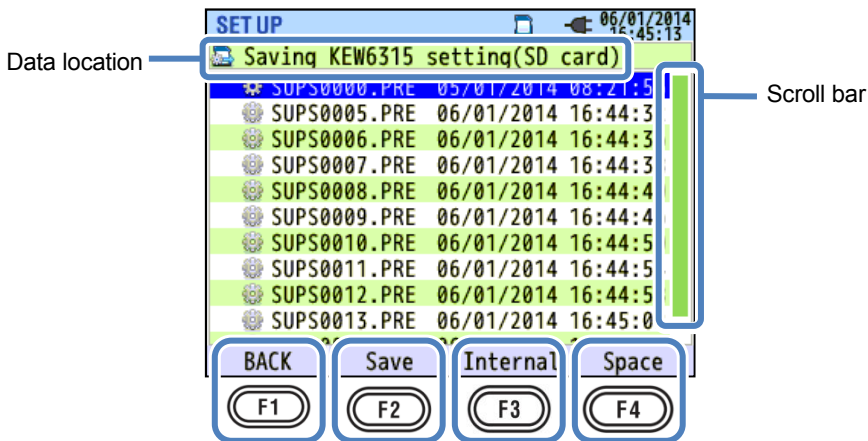 SET UP
06/01/2014
16:45:13
Data location
Saving KEW6315 setting(SD card)
SUPS0000.PRE 05/01/2014 08:21:5
Scroll bar
SUPS0005.PRE 06/01/2014 16:44:3
SUPS0006.PRE 06/01/2014 16:44:3
SUPS0007.PRE 06/01/2014 16:44:3
SUPS0008.PRE 06/01/2014 16:44:4
SUPS0009.PRE 06/01/2014 16:44:4
SUPS0010.PRE 06/01/2014 16:44:5
SUPS0011.PRE 06/01/2014 16:44:5
SUPS0012.PRE 06/01/2014 16:44:5
SUPS0013.PRE 06/01/2014 16:45:0
BACK Save Internal Space
F1 F2 F3 F4